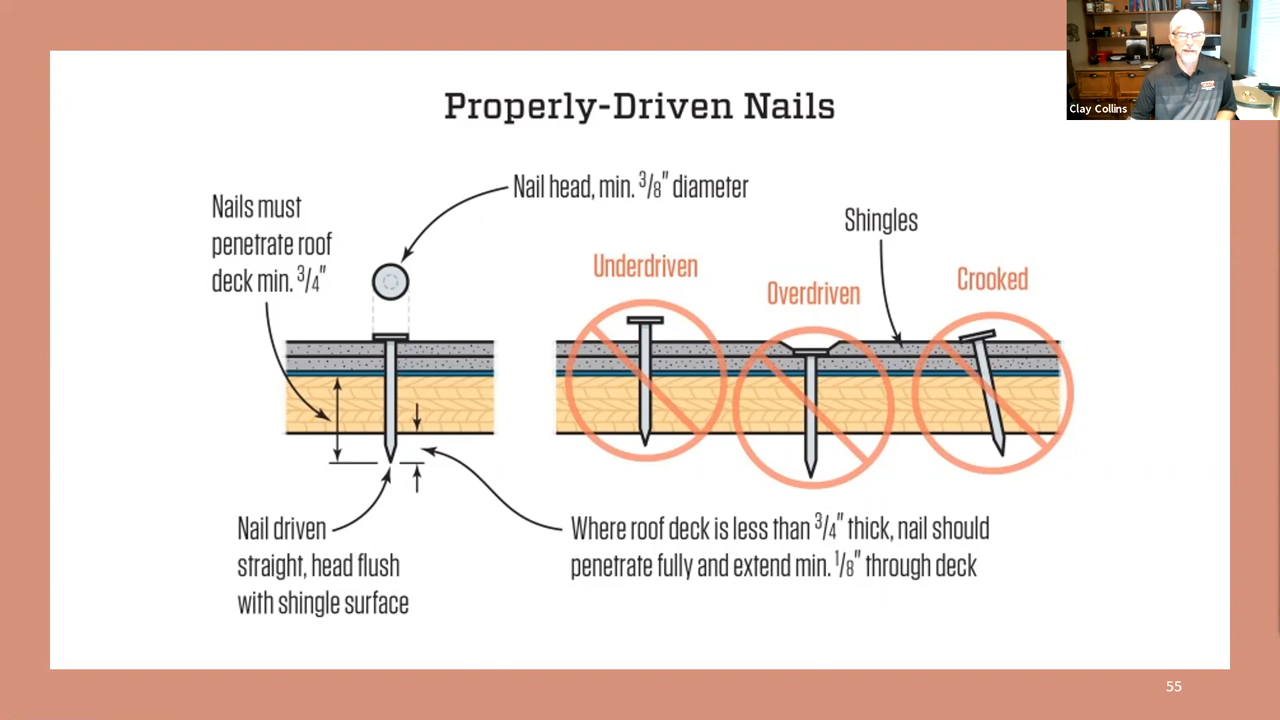 Clay Collins
Properly-Driven Nails
Nails must
penetrate roof
deck min. 3/4"
Nail head, min. 3/8" diameter
Shingles
Underdriven
Overdriven
Crooked
Nail driven
straight, head flush
with shingle surface
Where roof deck is less than 3/4" thick, nail should
penetrate fully and extend min. 1/8" through deck
55